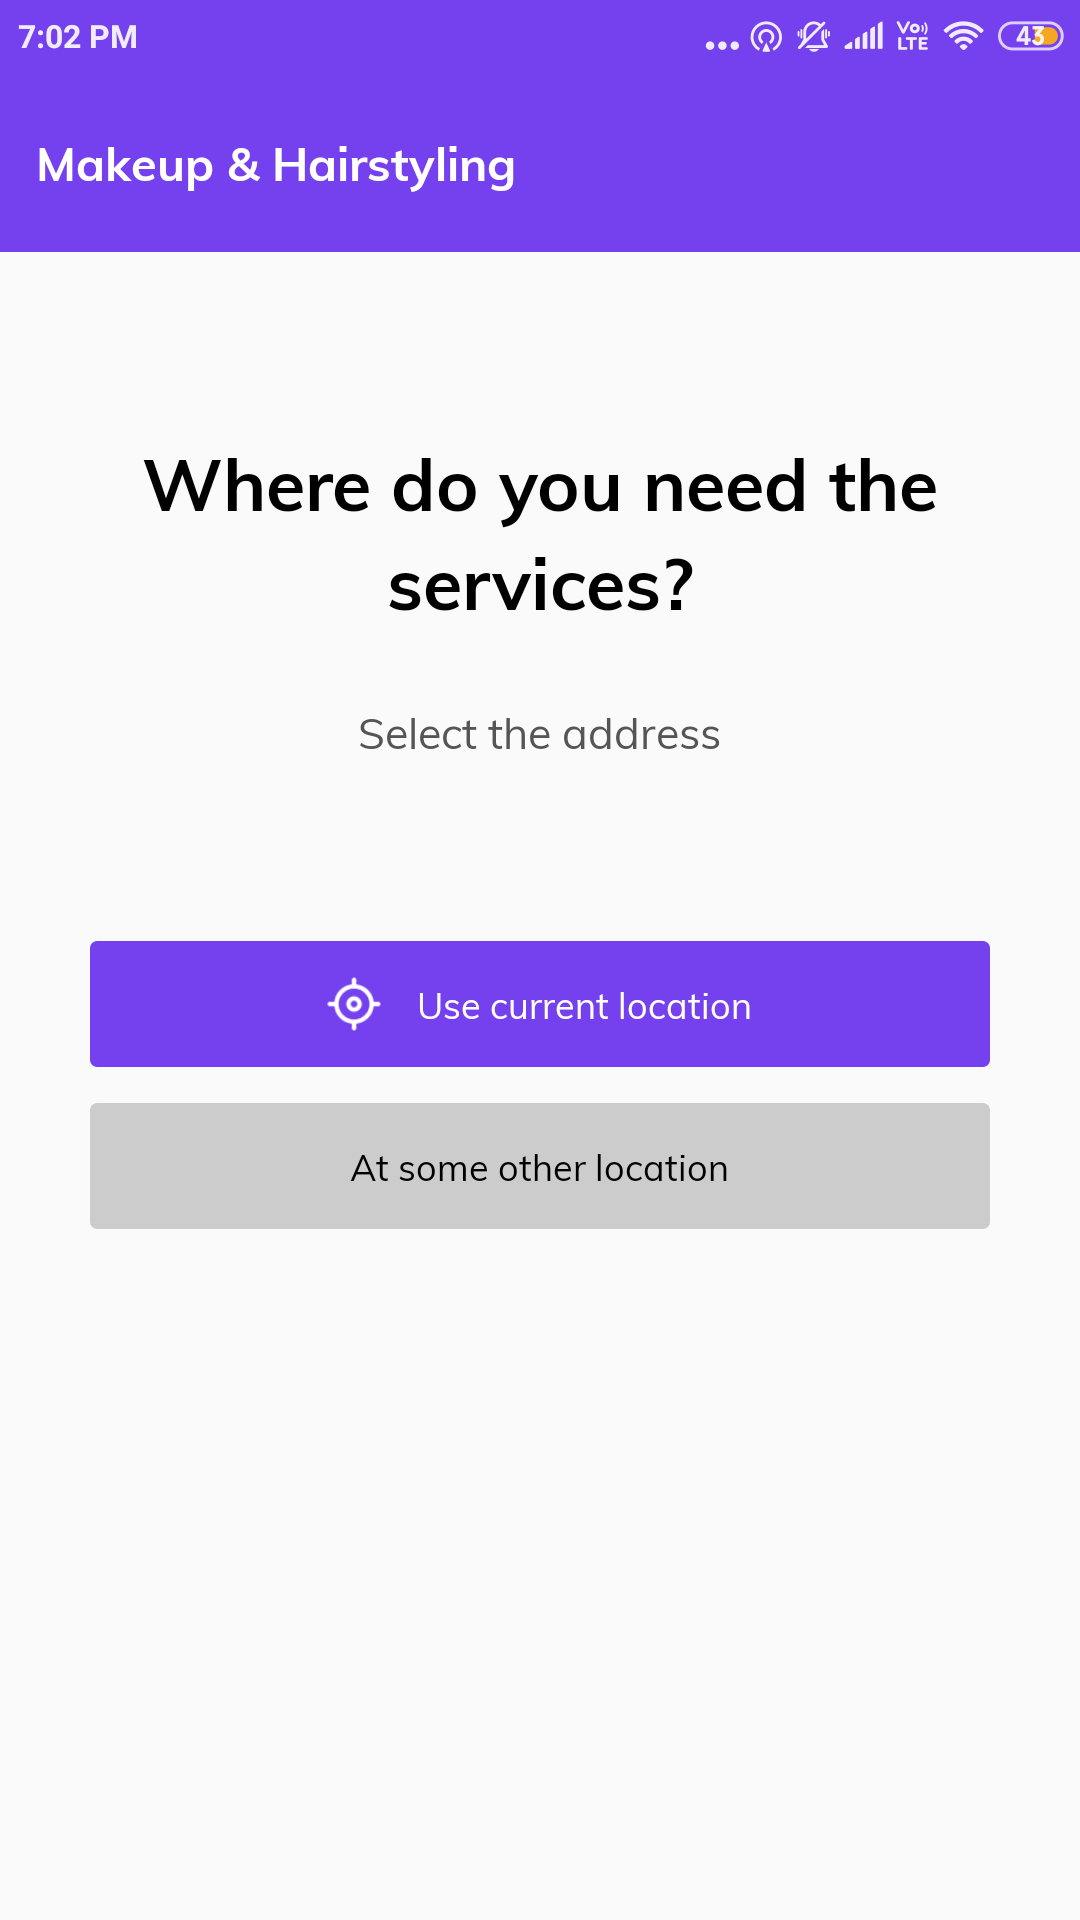 7:02 PM
VO LTE
43
Makeup & Hairstyling
Where do you need the
services?
Select the address
Use current location
At some other location